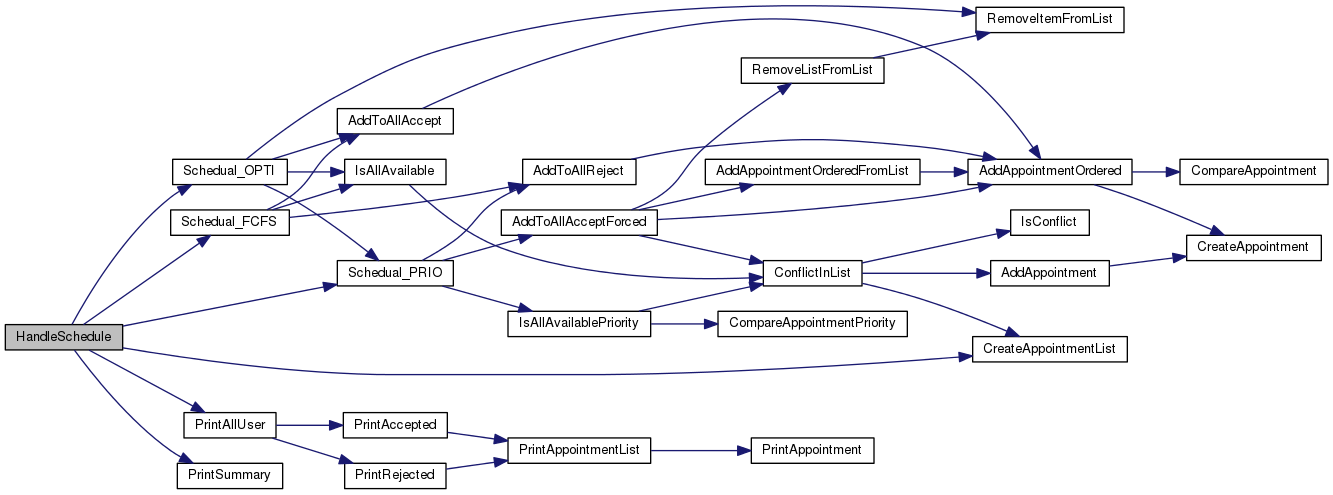 RemoveItemFromList
RemoveListFromList
AddToAllAccept
Schedual_OPTI
IsAllAvailable
AddToAllReject
AddAppointmentOrderedFromList
AddAppointmentOrdered
CompareAppointment
Schedual_FCFS
AddToAllAcceptForced
IsConflict
CreateAppointment
Schedual_PRIO
ConflictInList
AddAppointment
HandleSchedule
IsAllAvailablePriority
CompareAppointmentPriority
CreateAppointmentList
PrintAllUser
PrintAccepted
PrintAppointmentList
PrintAppointment
PrintSummary
PrintRejected